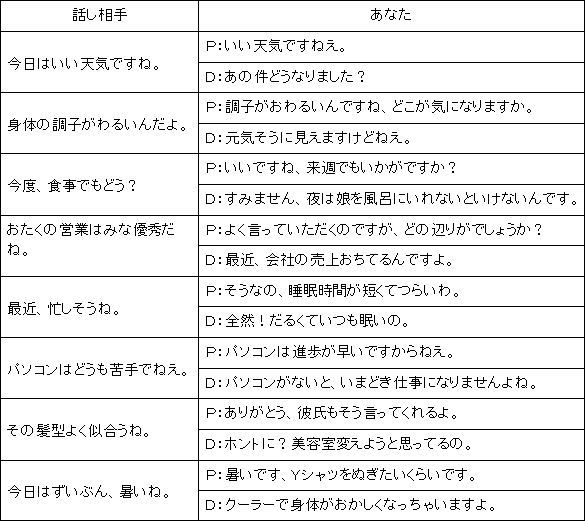 話し相手
あなた
今日はいい天気ですね。
P：いい天気ですねえ。
D：あの件どうなりました？
身体の調子がわるいんだよ。
P：調子がおわるいんですね、どこが気になりますか。
D：元気そうに見えますけどねえ。
今度、食事でもどう？
P：いいですね、来週でもいかがですか？
D：すみません、夜は娘を風呂にいれないといけないんです。
おたくの営業はみな優秀だ
ね。
P：よく言っていただくのですが、どの辺りがでしょうか？
D：最近、会社の売上おちてるんですよ。
最近、忙しそうね。
P：そうなの、睡眠時間が短くてつらいわ。
D：全然！だるくていつも眠いの。
パソコンはどうも苦手でねえ。
P：パソコンは進歩が早いですからねえ。
D：パソコンがないと、いまどき仕事になりませんよね。
その髪型よく似合うね。
P：ありがとう、彼氏もそう言ってくれるよ。
D：ホントに？美容室変えようと思ってるの。
今日はずいぶん、暑いね。
P：暑いです、Yシャツをぬぎたいくらいです。
D：クーラーで身体がおかしくなっちゃいますよ。